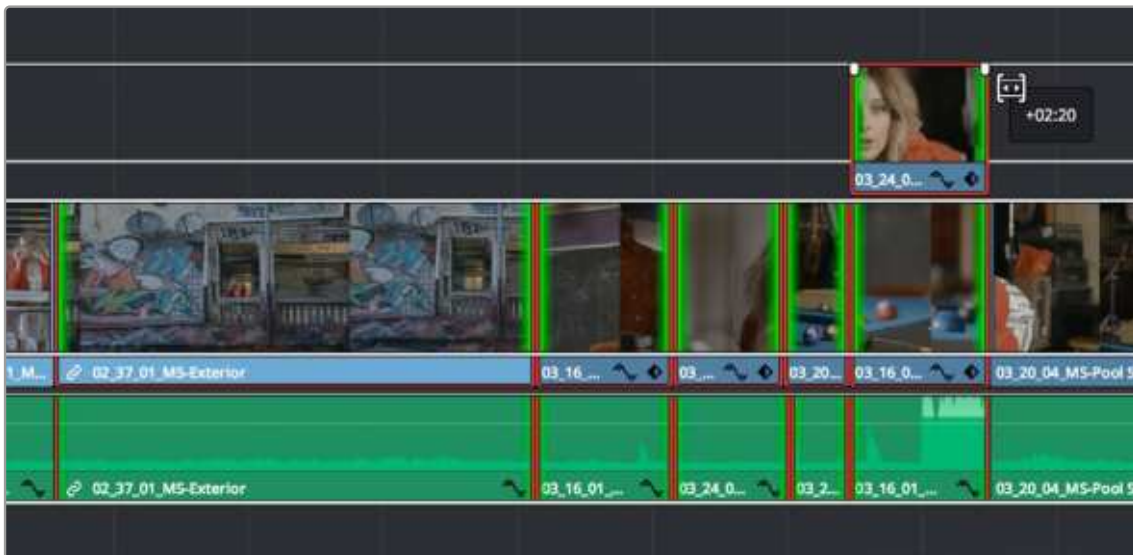 +02:20
03_24_0...
1_M...
02_37_01_MS-Exterior
03_16_...
03_...
03_20...
03_16_0...
03_20_04_MS-Pool S
02_37_01_MS-Exterior
03_16_01_...
03_24_0...
03_2...
03_16_01_...
03_20_04_MS-Pool S